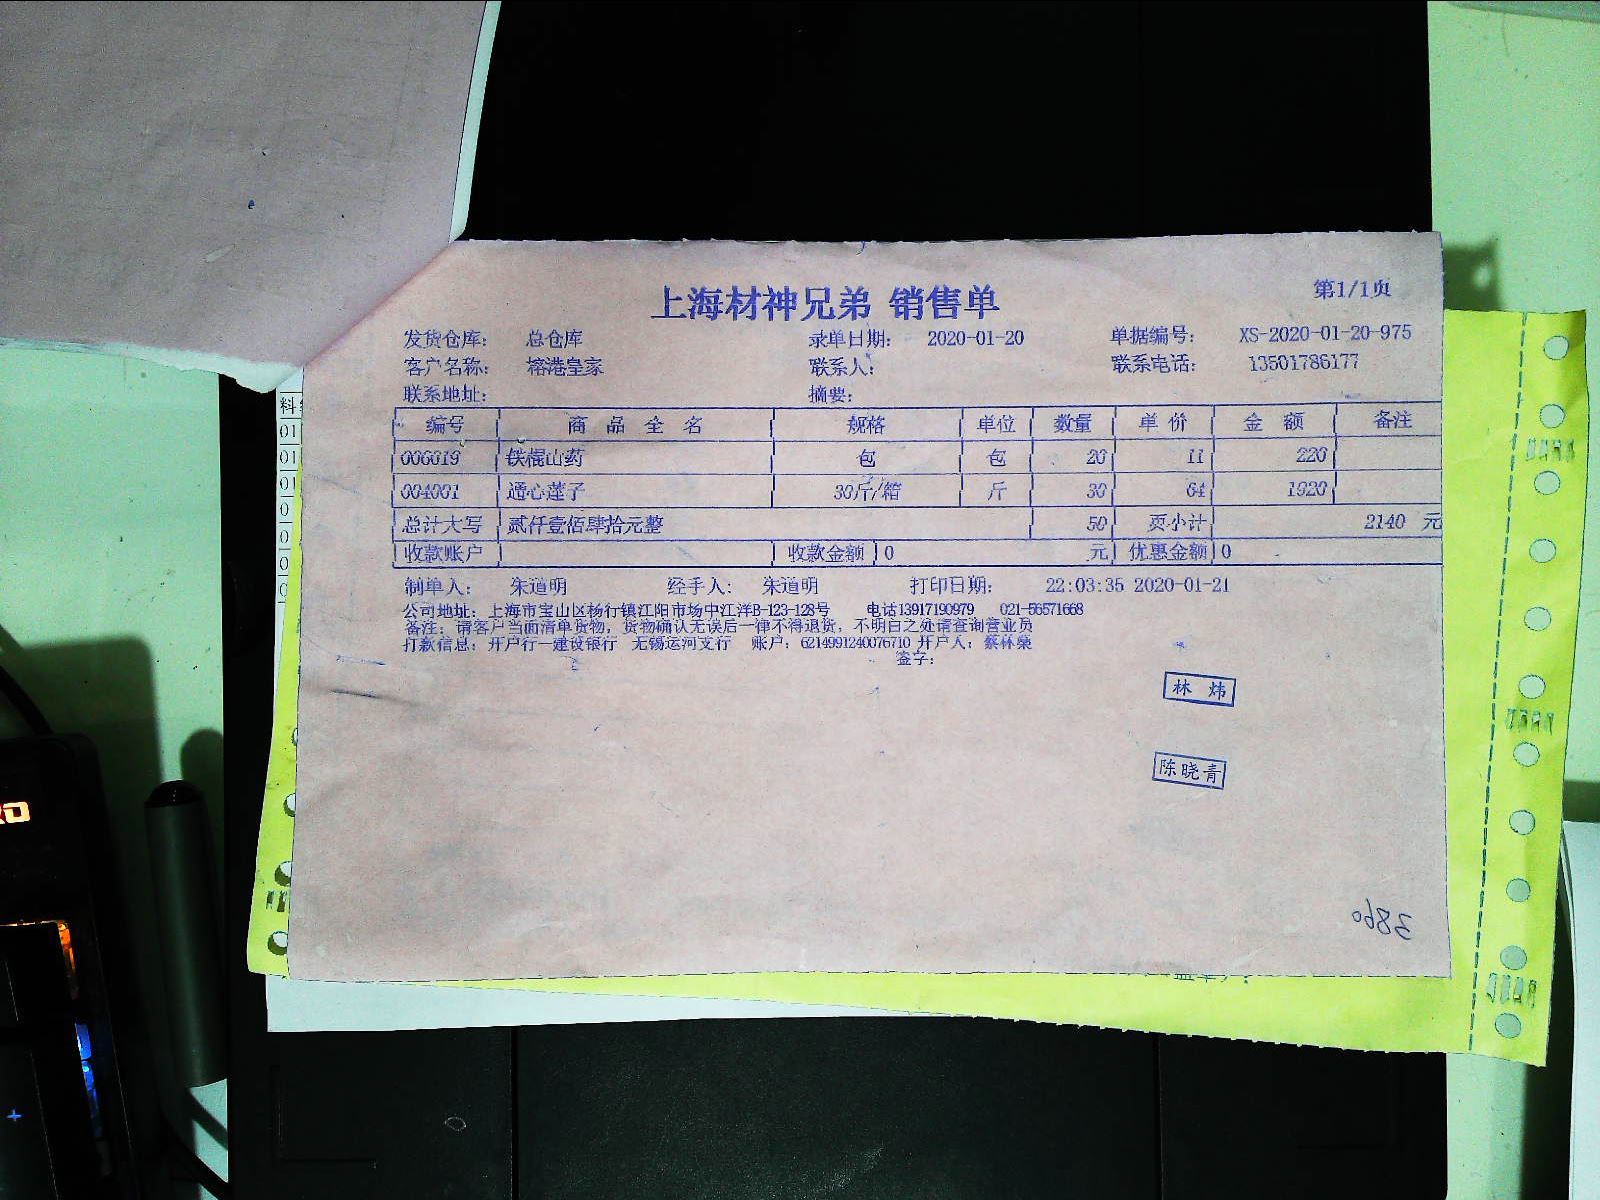 上海材神兄弟 销售单
第1/1页
发货仓库: 总仓库 录单日期: 2020-01-20 单据编号: XS-2020-01-20-975
客户名称: 榕港皇家 联系人: 联系电话: 13501786177
联系地址: 摘要:
编号 商品全名 规格 单位 数量 单价 金额 备注
006019 铁棍山药 包 包 20 11 220
004001 通心莲子 30斤/箱 斤 30 64 1920
总计大写 贰仟壹佰肆拾元整 50 页小计 2140 元
收款账户 收款金额 0 元 优惠金额 0
制单人: 朱道明 经手人: 朱道明 打印日期: 22:03:35 2020-01-21
公司地址: 上海市宝山区杨行镇江阳市场中江洋B-123-128号 电话13917190979 021-56571668
备注: 请客户当面清单货物, 货物确认无误后一律不得退货, 不明白之处请查询营业员
打款信息: 开户行—建设银行 无锡运河支行 账户: 6214991240076710 开户人: 蔡林荣
签字:
林炜
陈晓青
3860
料
01
01
01